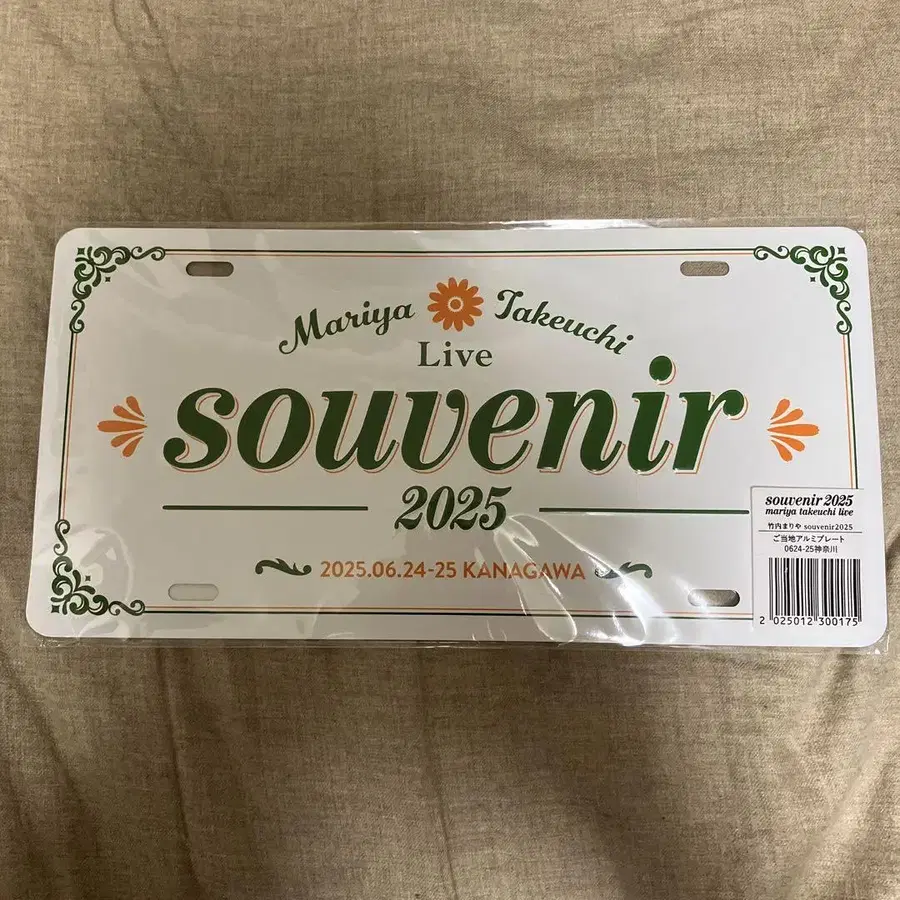 Mariya Takeuchi
Live
souvenir
2025
2025.06.24-25 KANAGAWA
souvenir 2025
mariya takeuchi live
竹内まりや souvenir2025
ご当地アルミプレート
0624-25神奈川
2 025012 300175